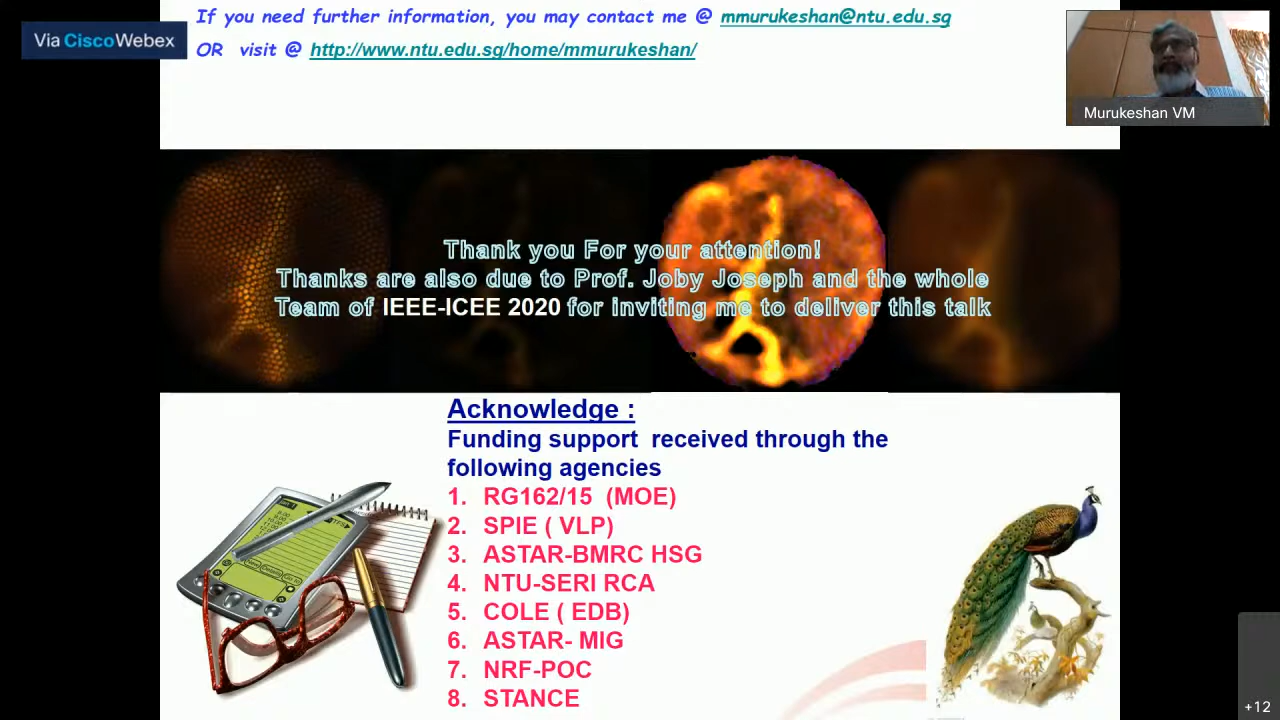 If you need further information, you may contact me @ mmurukeshan@ntu.edu.sg
Via CiscoWebex
OR visit @ http://www.ntu.edu.sg/home/mmurukeshan/
Murukeshan VM
Thank you For your attention!
Thanks are also due to Prof. Joby Joseph and the whole
Team of IEEE-ICEE 2020 for inviting me to deliver this talk
Acknowledge :
Funding support received through the
following agencies
1. RG162/15 (MOE)
2. SPIE ( VLP)
3. ASTAR-BMRC HSG
4. NTU-SERI RCA
5. COLE ( EDB)
6. ASTAR- MIG
7. NRF-POC
8. STANCE
+12